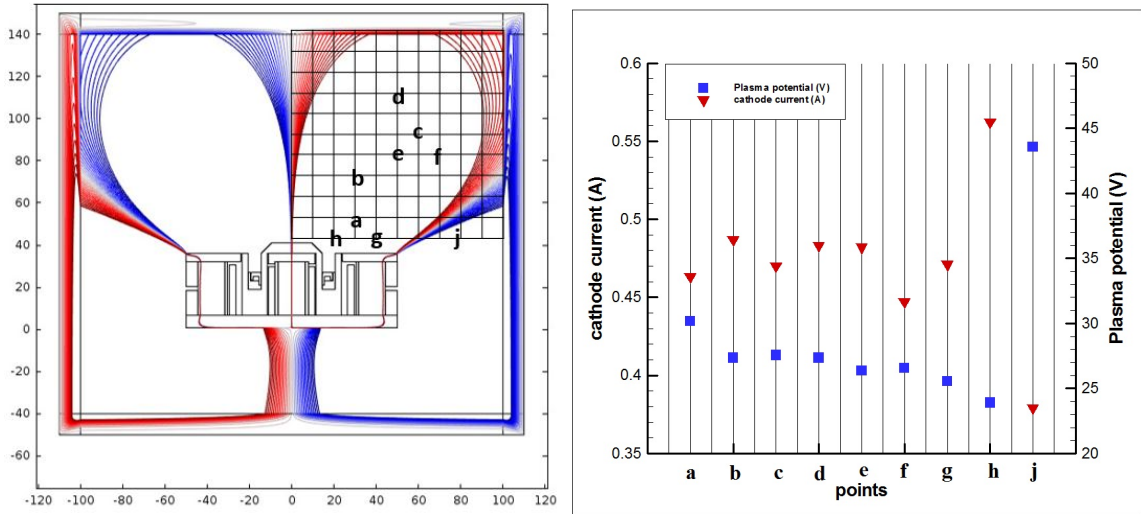 140
120
100
80
60
40
20
0
-20
-40
-60
-120 -100 -80 -60 -40 -20 0 20 40 60 80 100 120
d
c
e
f
b
a
h g j
0.6
0.55
0.5
0.45
0.4
0.35
cathode current (A)
Plasma potential (V)
cathode current (A)
50
45
40
35
30
25
20
Plasma potential (V)
a b c d e f g h j
points